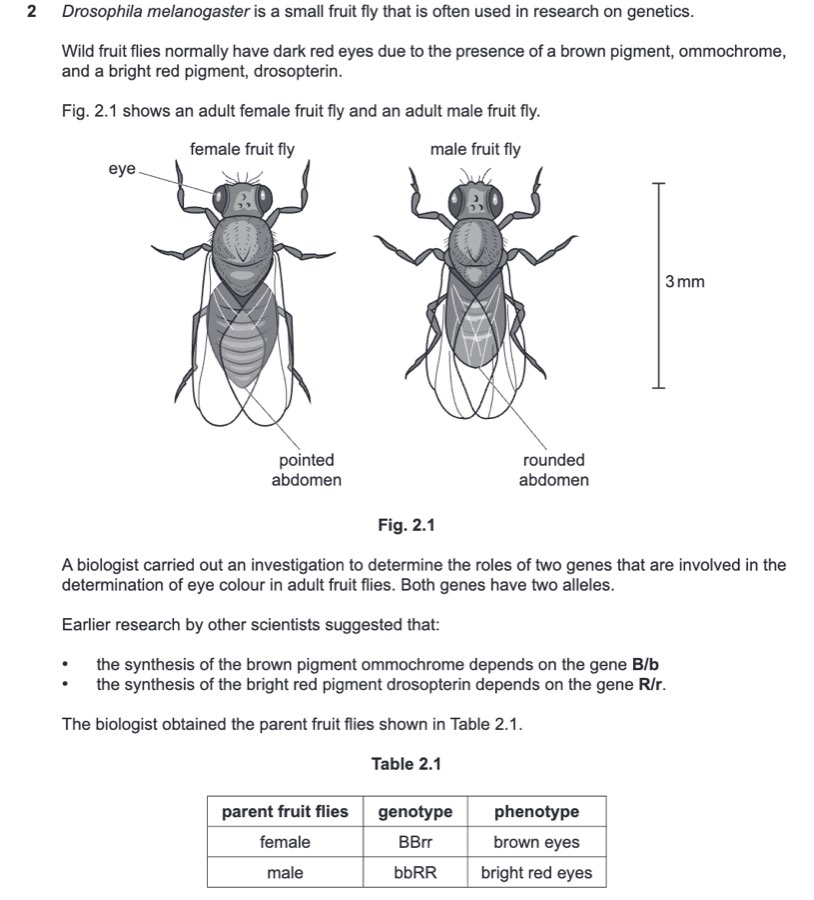 2 Drosophila melanogaster is a small fruit fly that is often used in research on genetics.
Wild fruit flies normally have dark red eyes due to the presence of a brown pigment, ommochrome,
and a bright red pigment, drosopterin.
Fig. 2.1 shows an adult female fruit fly and an adult male fruit fly.
female fruit fly male fruit fly
eye
3 mm
pointed rounded
abdomen abdomen
Fig. 2.1
A biologist carried out an investigation to determine the roles of two genes that are involved in the
determination of eye colour in adult fruit flies. Both genes have two alleles.
Earlier research by other scientists suggested that:
• the synthesis of the brown pigment ommochrome depends on the gene B/b
• the synthesis of the bright red pigment drosopterin depends on the gene R/r.
The biologist obtained the parent fruit flies shown in Table 2.1.
Table 2.1
parent fruit flies genotype phenotype
female BBrr brown eyes
male bbRR bright red eyes